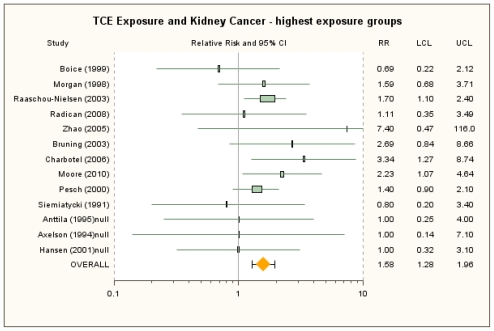 TCE Exposure and Kidney Cancer - highest exposure groups
Study Relative Risk and 95% CI RR LCL UCL
Boice (1999) 0.69 0.22 2.12
Morgan (1998) 1.59 0.68 3.71
Raaschou-Nielsen (2003) 1.70 1.10 2.40
Radican (2008) 1.11 0.35 3.49
Zhao (2005) 7.40 0.47 116.0
Bruning (2003) 2.69 0.84 8.66
Charbotel (2006) 3.34 1.27 8.74
Moore (2010) 2.23 1.07 4.64
Pesch (2000) 1.40 0.90 2.10
Siemiatycki (1991) 0.80 0.20 3.40
Anttila (1995)null 1.00 0.25 4.00
Axelson (1994)null 1.00 0.14 7.10
Hansen (2001)null 1.00 0.32 3.10
OVERALL 1.58 1.28 1.96
0.1 1 10